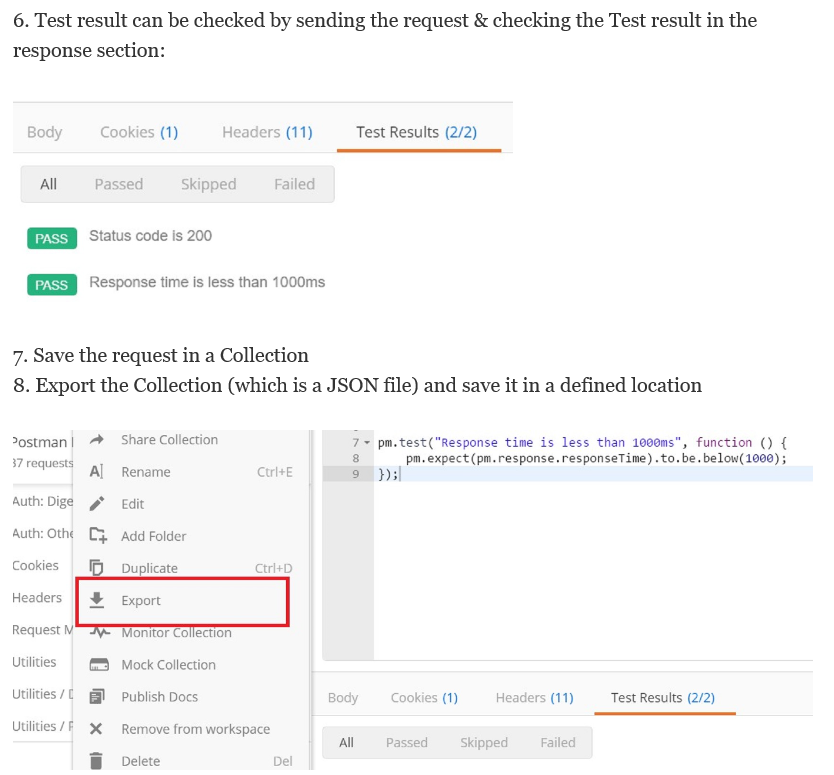 6. Test result can be checked by sending the request & checking the Test result in the
response section:
Body Cookies (1) Headers (11) Test Results (2/2)
All Passed Skipped Failed
PASS Status code is 200
PASS Response time is less than 1000ms
7. Save the request in a Collection
8. Export the Collection (which is a JSON file) and save it in a defined location
Postman
37 requests
Auth: Dige
Auth: Othe
Cookies
Headers
Request M
Utilities
Utilities / D
Utilities / P
Share Collection
Rename Ctrl+E
Edit
Add Folder
Duplicate Ctrl+D
Export
Monitor Collection
Mock Collection
Publish Docs
Remove from workspace
Delete Del
7 pm.test("Response time is less than 1000ms", function () {
8 pm.expect(pm.response.responseTime).to.be.below(1000);
9 });
Body Cookies (1) Headers (11) Test Results (2/2)
All Passed Skipped Failed